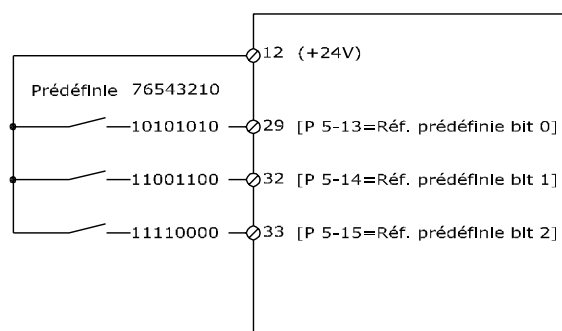 12 (+24V)
Prédéfinie 76543210
10101010 29 [P 5-13=Réf. prédéfinie bit 0]
11001100 32 [P 5-14=Réf. prédéfinie bit 1]
11110000 33 [P 5-15=Réf. prédéfinie bit 2]